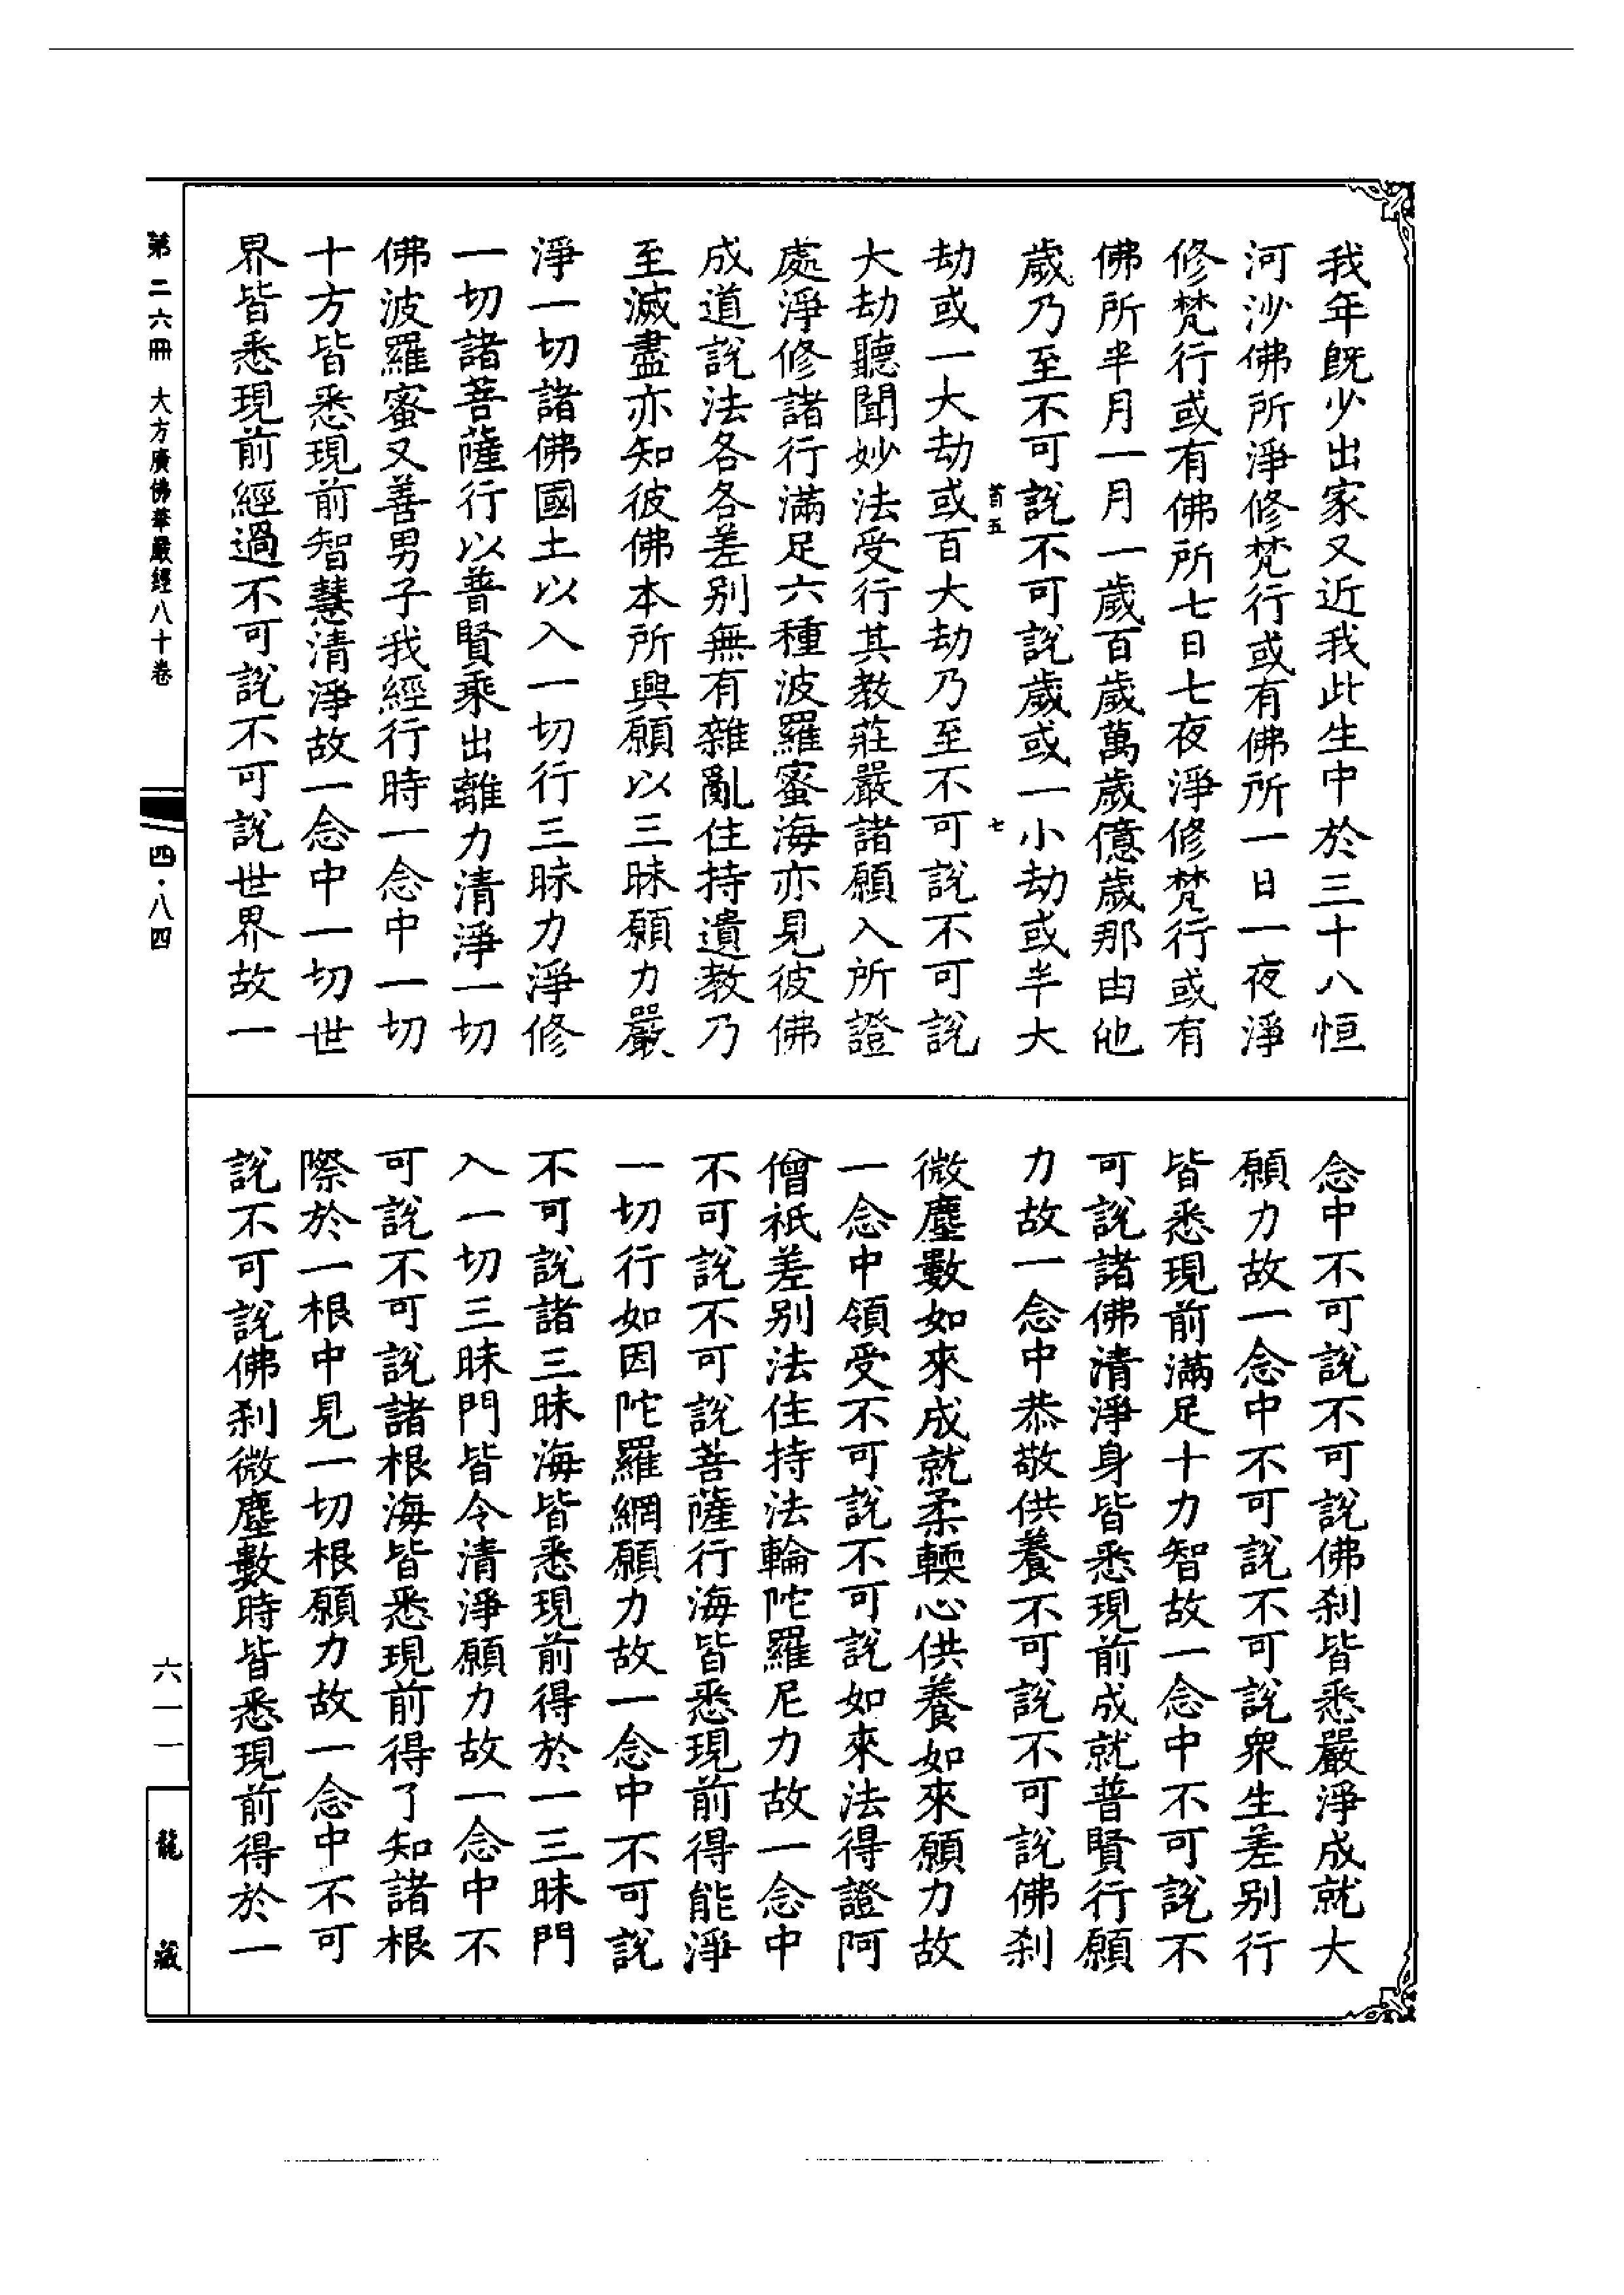 我年既少出家又近我此生中於三十八恒
河沙佛所淨修梵行或有佛所一日一夜淨
修梵行或有佛所七日七夜淨修梵行或有
佛所半月一月一歲百歲萬歲億歲那由他
歲乃至不可說不可說歲或一小劫或半大
首五 七
劫或一大劫或百大劫乃至不可說不可說
大劫聽聞妙法受行其教莊嚴諸願入所證
處淨修諸行滿足六種波羅蜜海亦見彼佛
成道說法各各差別無有雜亂住持遺教乃
至滅盡亦知彼佛本所興願以三昧願力嚴
淨一切諸佛國土以入一切行三昧力淨修
一切諸菩薩行以普賢乘出離力清淨一切
佛波羅蜜又善男子我經行時一念中一切
十方皆悉現前智慧清淨故一念中一切世
界皆悉現前經過不可說不可說世界故一
念中不可說不可說佛剎皆悉嚴淨成就大
願力故一念中不可說不可說眾生差別行
皆悉現前滿足十力智故一念中不可說不
可說諸佛清淨身皆悉現前成就普賢行願
力故一念中恭敬供養不可說不可說佛剎
微塵數如來成就柔輭心供養如來願力故
一念中領受不可說不可說如來法得證阿
僧祇差別法住持法輪陀羅尼力故一念中
不可說不可說菩薩行海皆悉現前得能淨
一切行如因陀羅網願力故一念中不可說
不可說諸三昧海皆悉現前得於一三昧門
入一切三昧門皆令清淨願力故一念中不
可說不可說諸根海皆悉現前得了知諸根
際於一根中見一切根願力故一念中不可
說不可說佛剎微塵數時皆悉現前得於一
第二六冊 大方廣佛華嚴經八十卷
四·八四
六一一
龍藏